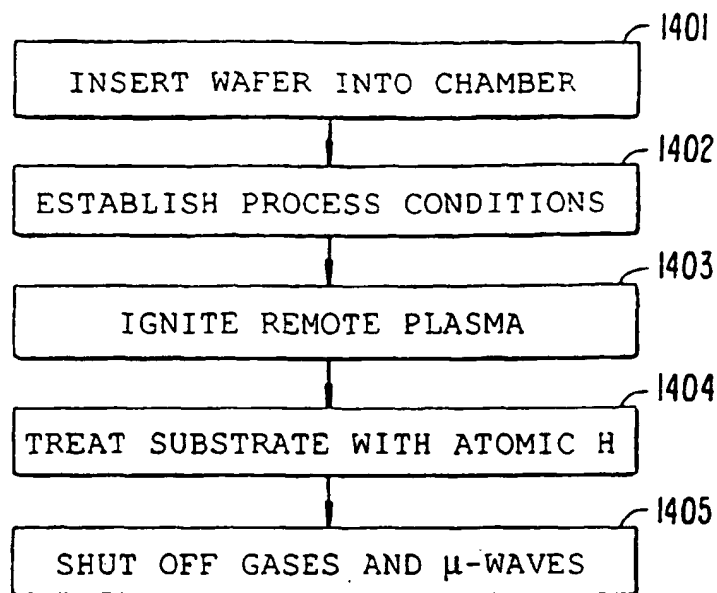 1401
INSERT WAFER INTO CHAMBER
1402
ESTABLISH PROCESS CONDITIONS
1403
IGNITE REMOTE PLASMA
1404
TREAT SUBSTRATE WITH ATOMIC H
1405
SHUT OFF GASES AND μ-WAVES